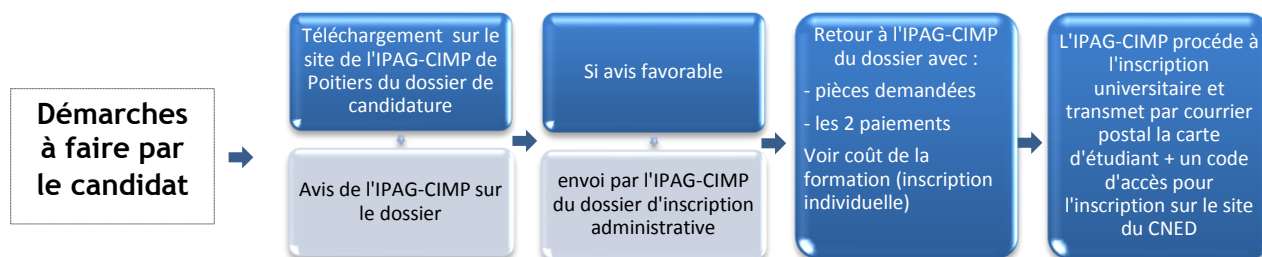 Démarches
à faire par
le candidat
Téléchargement sur le
site de l'IPAG-CIMP de
Poitiers du dossier de
candidature
Avis de l'IPAG-CIMP sur
le dossier
Si avis favorable
envoi par l'IPAG-CIMP
du dossier d'inscription
administrative
Retour à l'IPAG-CIMP
du dossier avec :
- pièces demandées
- les 2 paiements
Voir coût de la
formation (inscription
individuelle)
L'IPAG-CIMP procéde à
l'inscription
universitaire et
transmet par courrier
postal la carte
d'étudiant + un code
d'accès pour
l'inscription sur le site
du CNED